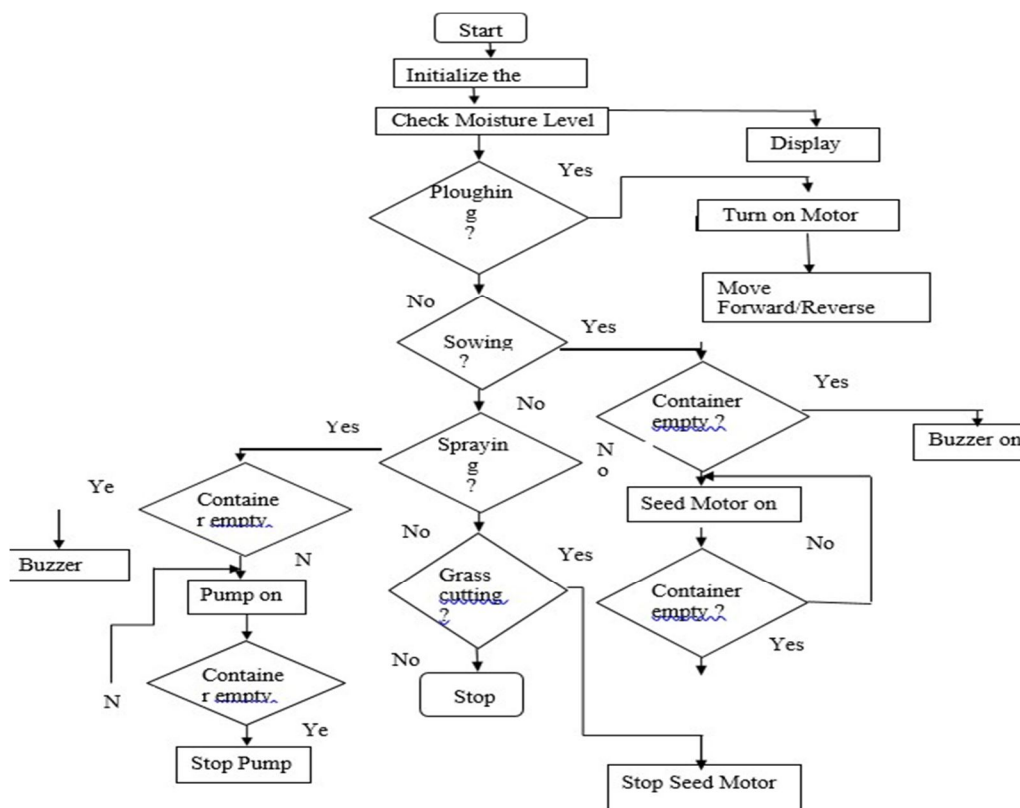 Start
Initialize the
Check Moisture Level
Display
Yes
Ploughin
g
?
Turn on Motor
Move
Forward/Reverse
No
Sowing
?
Yes
Container
empty ?
Yes
Buzzer on
No
Yes
Sprayin
g
?
N
o
Seed Motor on
No
Container
empty ?
Yes
Ye
Containe
r empty
Buzzer
N
Pump on
N
Containe
r empty
Ye
Stop Pump
No
Grass
cutting
?
Yes
No
Stop
Stop Seed Motor